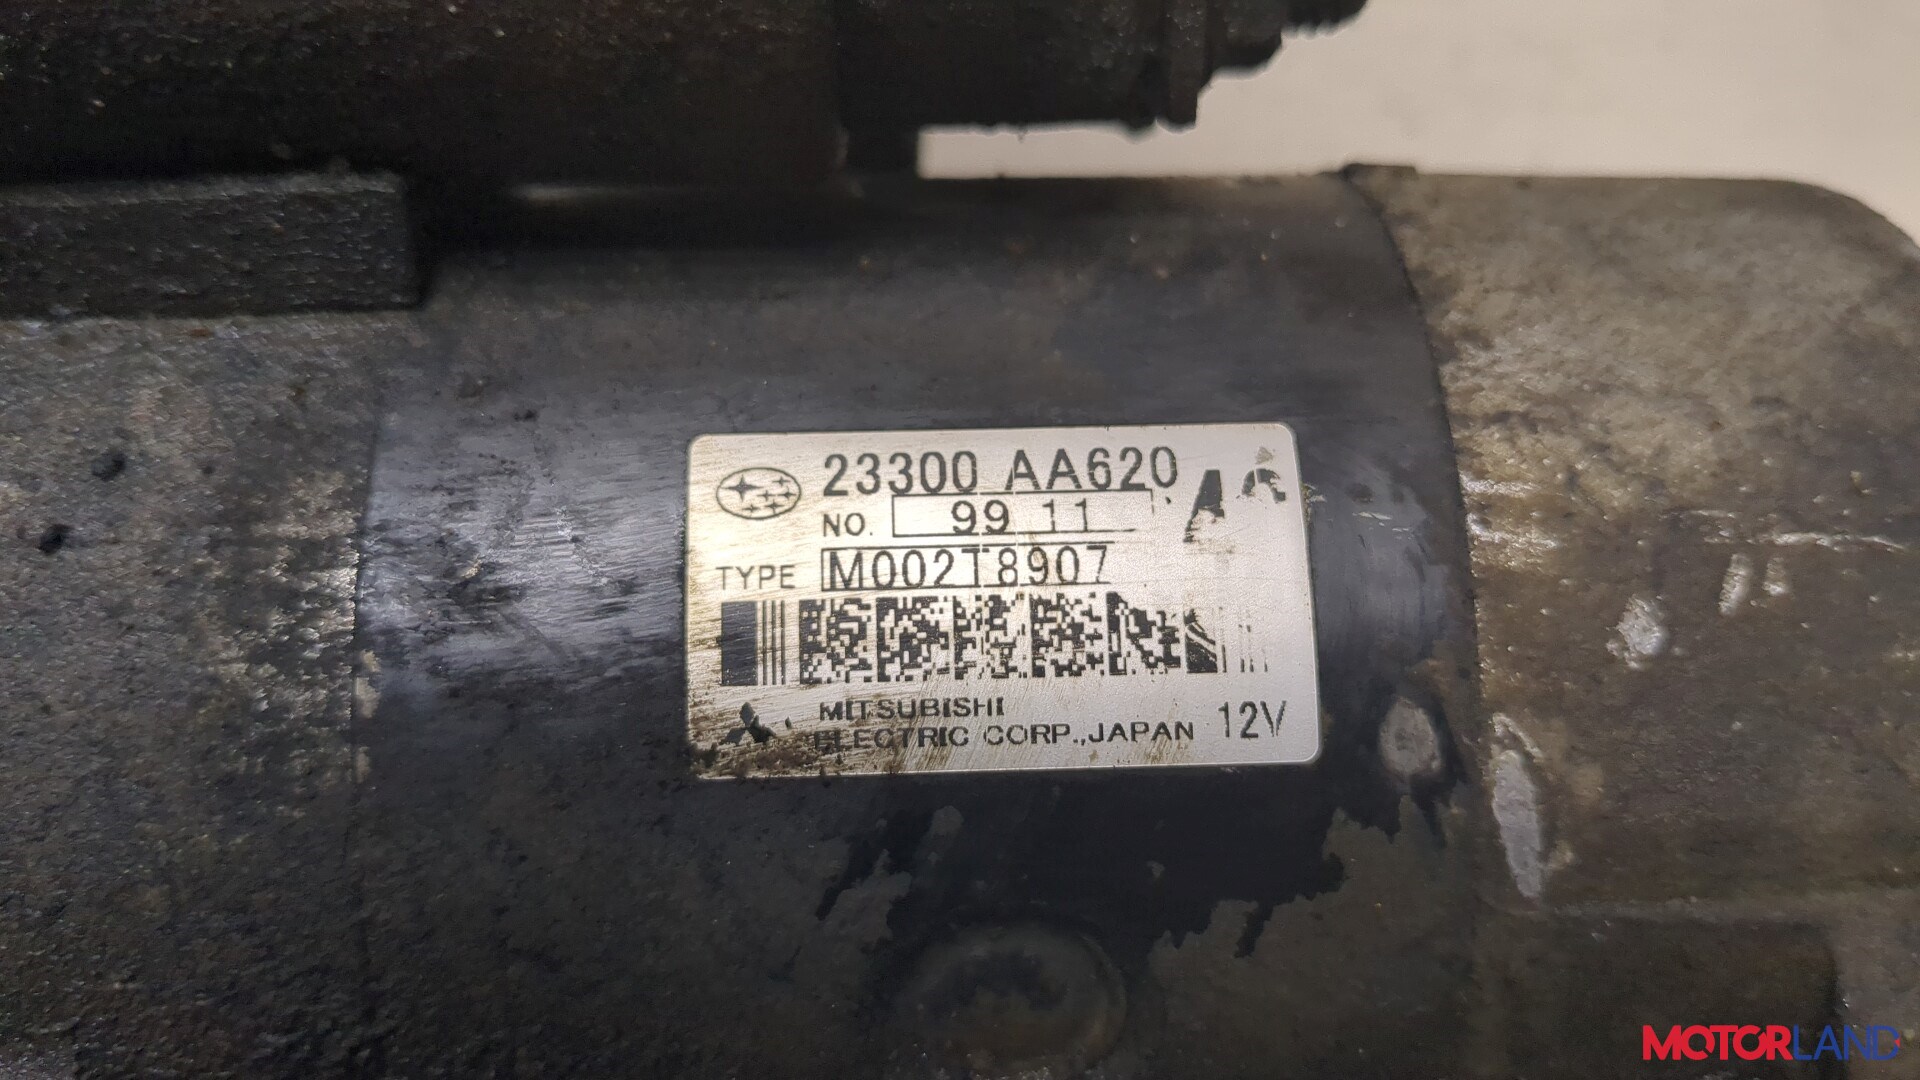 23300 AA620
NO. 99 11
TYPE M002T8907
MITSUBISHI
ELECTRIC CORP.,JAPAN 12V
MOTORLAND